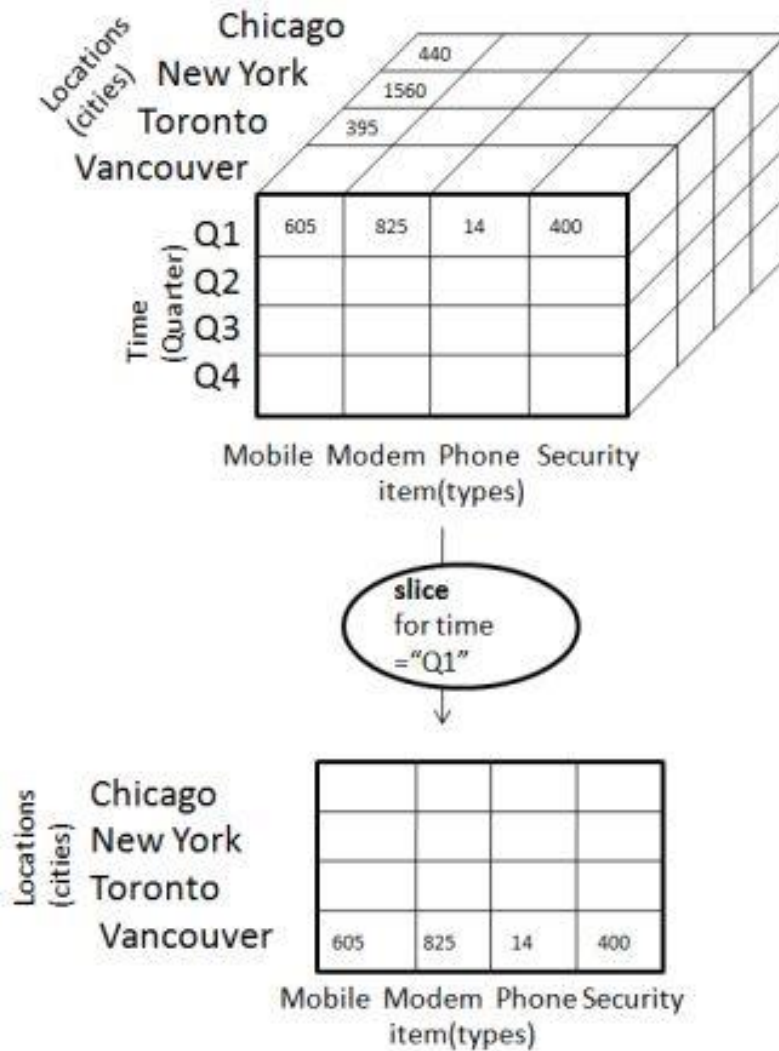 Chicago
New York
Toronto
Vancouver
Locations
(cities)
440
1560
395
Q1 605 825 14 400
Q2
Q3
Q4
Time
(Quarter)
Mobile Modem Phone Security
item(types)
slice
for time
="Q1"
Locations
(cities)
Chicago
New York
Toronto
Vancouver 605 825 14 400
Mobile Modem Phone Security
item(types)